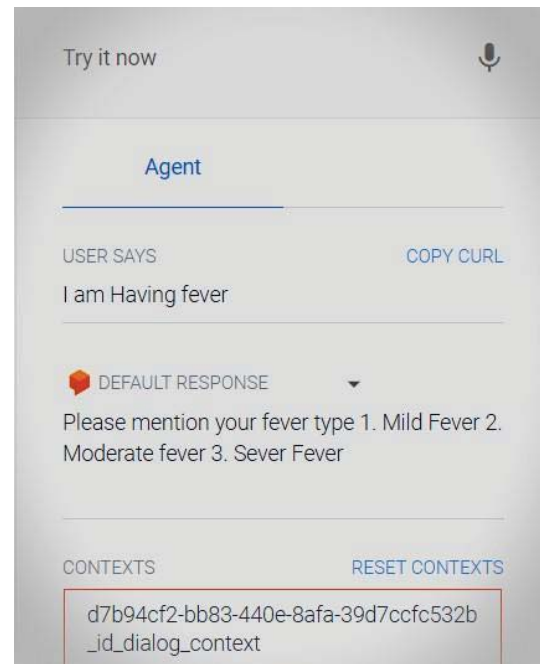 Try it now
Agent
USER SAYS
COPY CURL
I am Having fever
DEFAULT RESPONSE
Please mention your fever type 1. Mild Fever 2.
Moderate fever 3. Sever Fever
CONTEXTS
RESET CONTEXTS
d7b94cf2-bb83-440e-8afa-39d7ccfc532b
_id_dialog_context